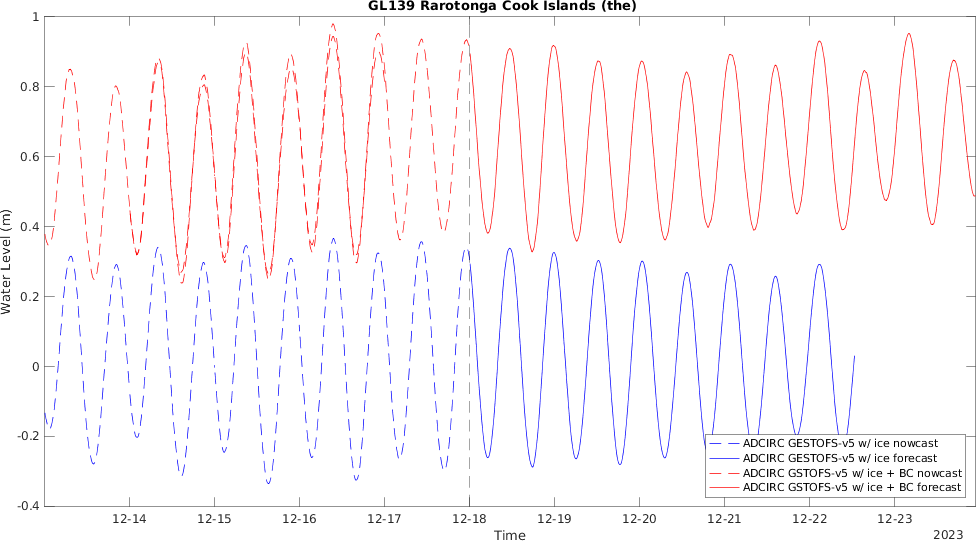 GL139 Rarotonga Cook Islands (the)
Water Level (m)
1
0.8
0.6
0.4
0.2
0
-0.2
-0.4
ADCIRC GESTOFS-v5 w/ ice nowcast
ADCIRC GESTOFS-v5 w/ ice forecast
ADCIRC GSTOFS-v5 w/ ice + BC nowcast
ADCIRC GSTOFS-v5 w/ ice + BC forecast
12-14 12-15 12-16 12-17 12-18 12-19 12-20 12-21 12-22 12-23
Time
2023